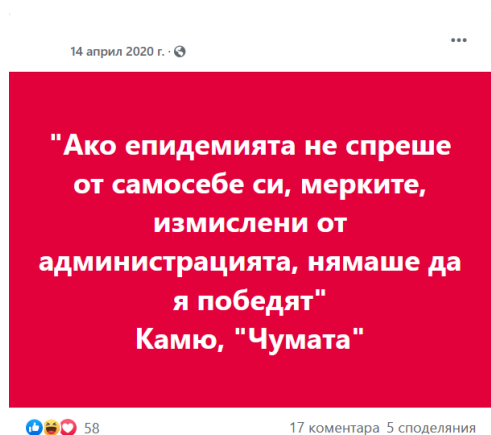 14 април 2020 г. ·
"Ако епидемията не спреше
от самосебе си, мерките,
измислени от
администрацията, нямаше да
я победят"
Камю, "Чумата"
58
17 коментара 5 споделяния